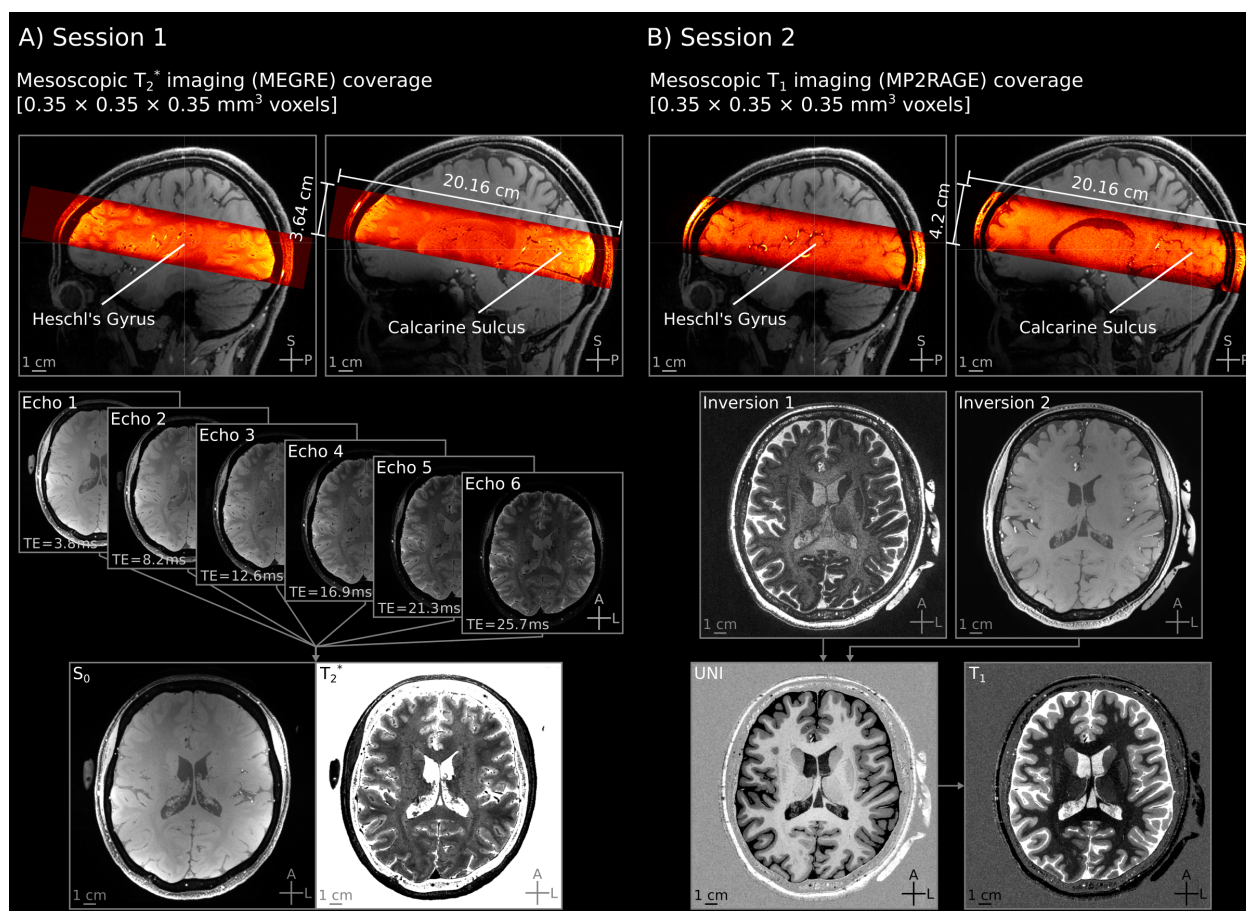 A) Session 1
Mesoscopic T₂* imaging (MEGRE) coverage
[0.35 × 0.35 × 0.35 mm³ voxels]
3.64 cm
20.16 cm
Heschl's Gyrus
Calcarine Sulcus
1 cm
S
P
1 cm
S
P
Echo 1
Echo 2
Echo 3
Echo 4
Echo 5
Echo 6
TE=3.8ms
TE=8.2ms
TE=12.6ms
TE=16.9ms
TE=21.3ms
TE=25.7ms
A
L
S₀
T₂*
1 cm
A
L
1 cm
A
L
B) Session 2
Mesoscopic T₁ imaging (MP2RAGE) coverage
[0.35 × 0.35 × 0.35 mm³ voxels]
4.2 cm
20.16 cm
Heschl's Gyrus
Calcarine Sulcus
1 cm
S
P
1 cm
S
P
Inversion 1
Inversion 2
1 cm
A
L
1 cm
A
L
UNI
T₁
1 cm
A
L
1 cm
A
L